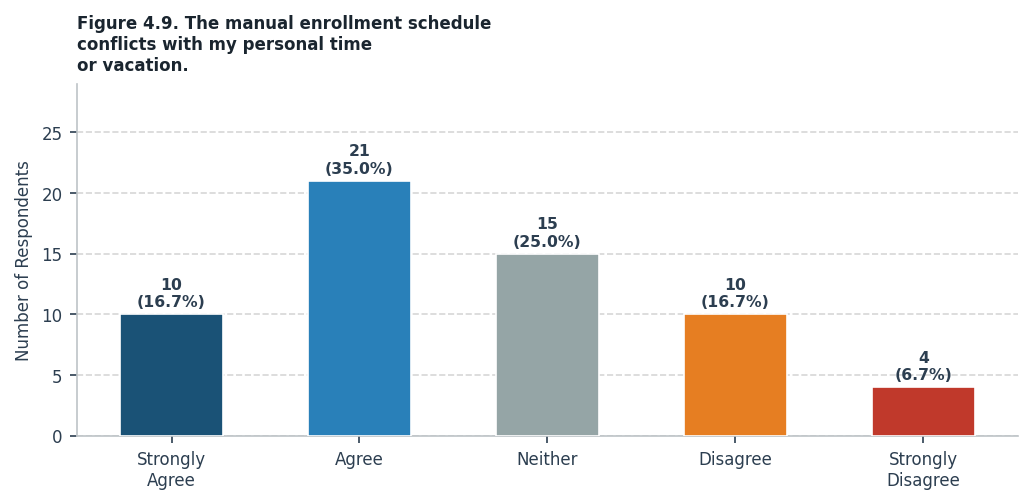 Figure 4.9. The manual enrollment schedule
conflicts with my personal time
or vacation.
Number of Respondents
25
20
15
10
5
0
10
(16.7%)
21
(35.0%)
15
(25.0%)
10
(16.7%)
4
(6.7%)
Strongly
Agree
Agree
Neither
Disagree
Strongly
Disagree